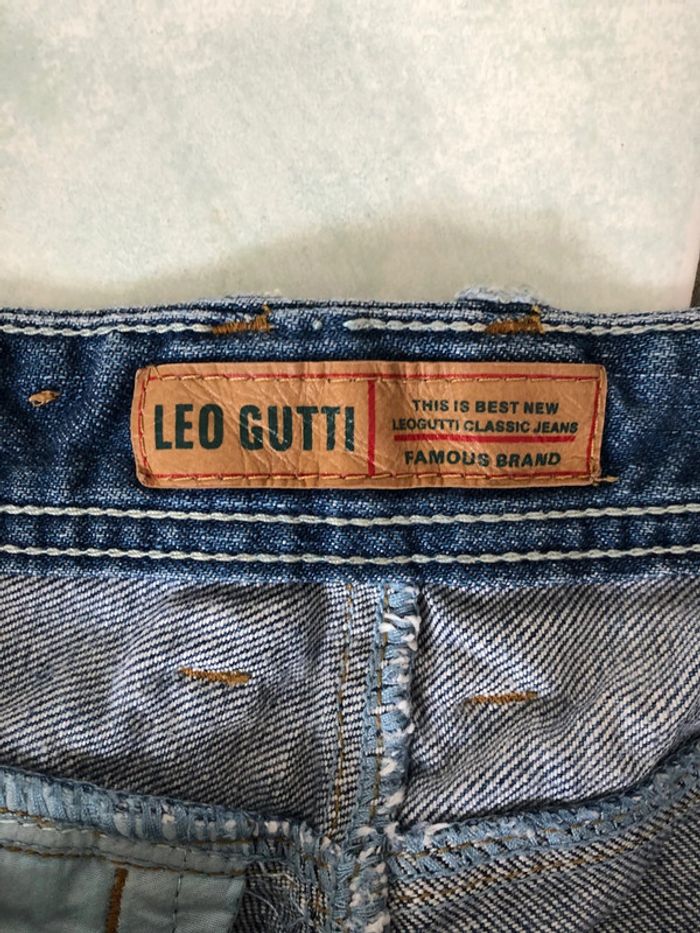 LEO GUTTI
THIS IS BEST NEW
LEOGUTTI CLASSIC JEANS
FAMOUS BRAND